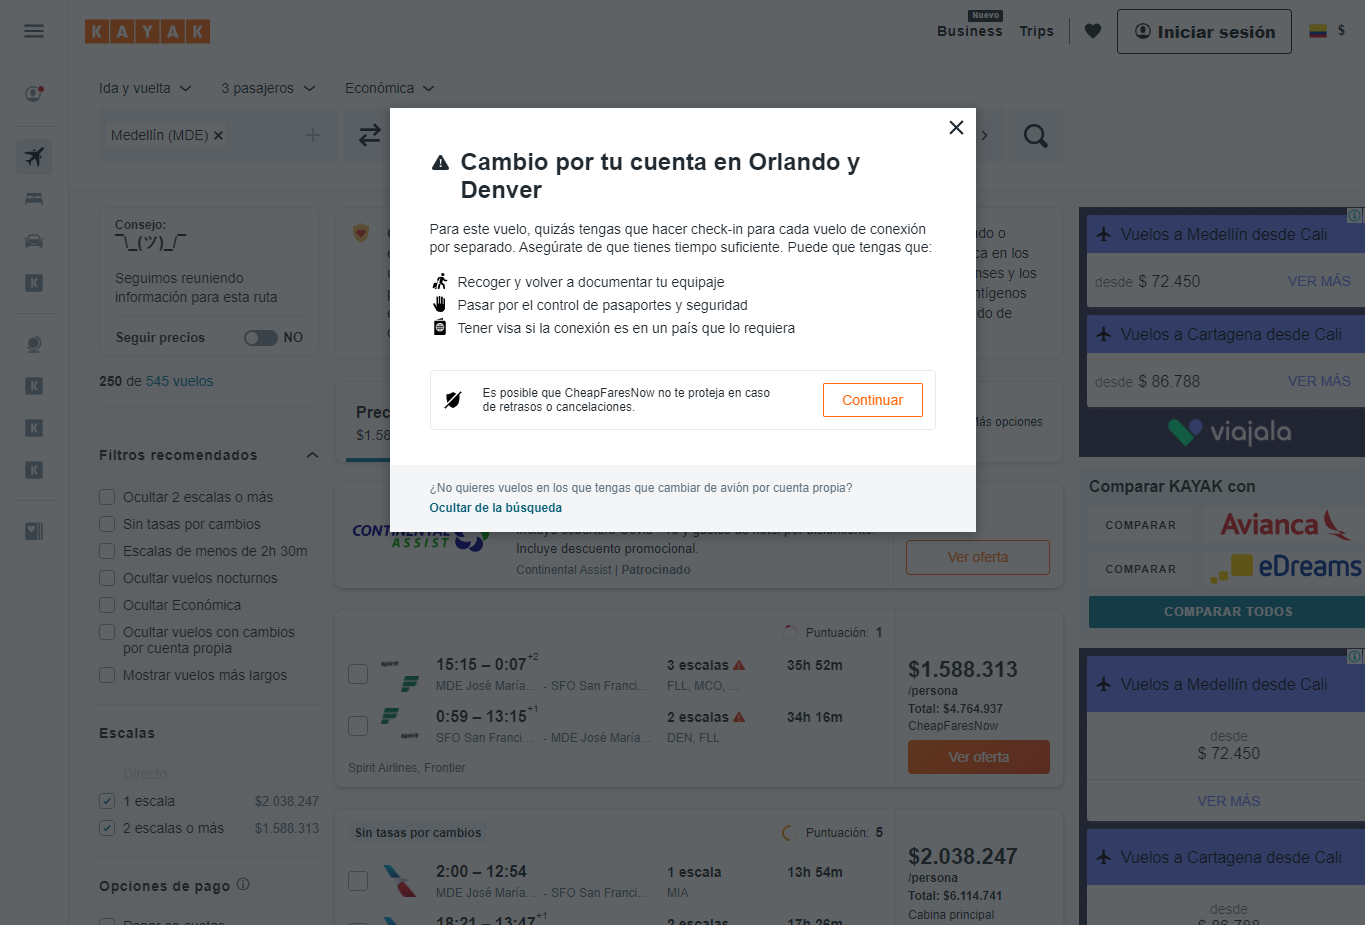 KAYAK
Nuevo
Business
Trips
Iniciar sesión
$
Ida y vuelta
3 pasajeros
Económica
Medellín (MDE)
Cambio por tu cuenta en Orlando y
Denver
Para este vuelo, quizás tengas que hacer check-in para cada vuelo de conexión
por separado. Asegúrate de que tienes tiempo suficiente. Puede que tengas que:
Recoger y volver a documentar tu equipaje
Pasar por el control de pasaportes y seguridad
Tener visa si la conexión es en un país que lo requiera
Es posible que CheapFaresNow no te proteja en caso
de retrasos o cancelaciones.
Continuar
¿No quieres vuelos en los que tengas que cambiar de avión por cuenta propia?
Ocultar de la búsqueda
Consejo:
¯\_(ツ)_/¯
Seguimos reuniendo
información para esta ruta
Seguir precios
NO
250 de 545 vuelos
Filtros recomendados
Ocultar 2 escalas o más
Sin tasas por cambios
Escalas de menos de 2h 30m
Ocultar vuelos nocturnos
Ocultar Económica
Ocultar vuelos con cambios
por cuenta propia
Mostrar vuelos más largos
Escalas
Directo
1 escala
$2.038.247
2 escalas o más
$1.588.313
Opciones de pago
CONTINENTAL
ASSIST
Incluye descuento promocional.
Continental Assist | Patrocinado
Ver oferta
Puntuación: 1
spirit
15:15 – 0:07+2
MDE José María... - SFO San Franci...
3 escalas
FLL, MCO, ...
35h 52m
0:59 – 13:15+1
SFO San Franci... - MDE José María...
2 escalas
DEN, FLL
34h 16m
spirit
Spirit Airlines, Frontier
$1.588.313
/persona
Total: $4.764.937
CheapFaresNow
Ver oferta
Sin tasas por cambios
Puntuación: 5
2:00 – 12:54
MDE José María... - SFO San Franci...
1 escala
MIA
13h 54m
18:21 – 13:47+1
2 escalas
17h 26m
$2.038.247
/persona
Total: $6.114.741
Cabina principal
Vuelos a Medellín desde Cali
desde $ 72.450
VER MÁS
Vuelos a Cartagena desde Cali
desde $ 86.788
VER MÁS
viajala
Comparar KAYAK con
COMPARAR
Avianca
COMPARAR
eDreams
COMPARAR TODOS
Vuelos a Medellín desde Cali
desde
$ 72.450
VER MÁS
Vuelos a Cartagena desde Cali
desde
$ 86.788